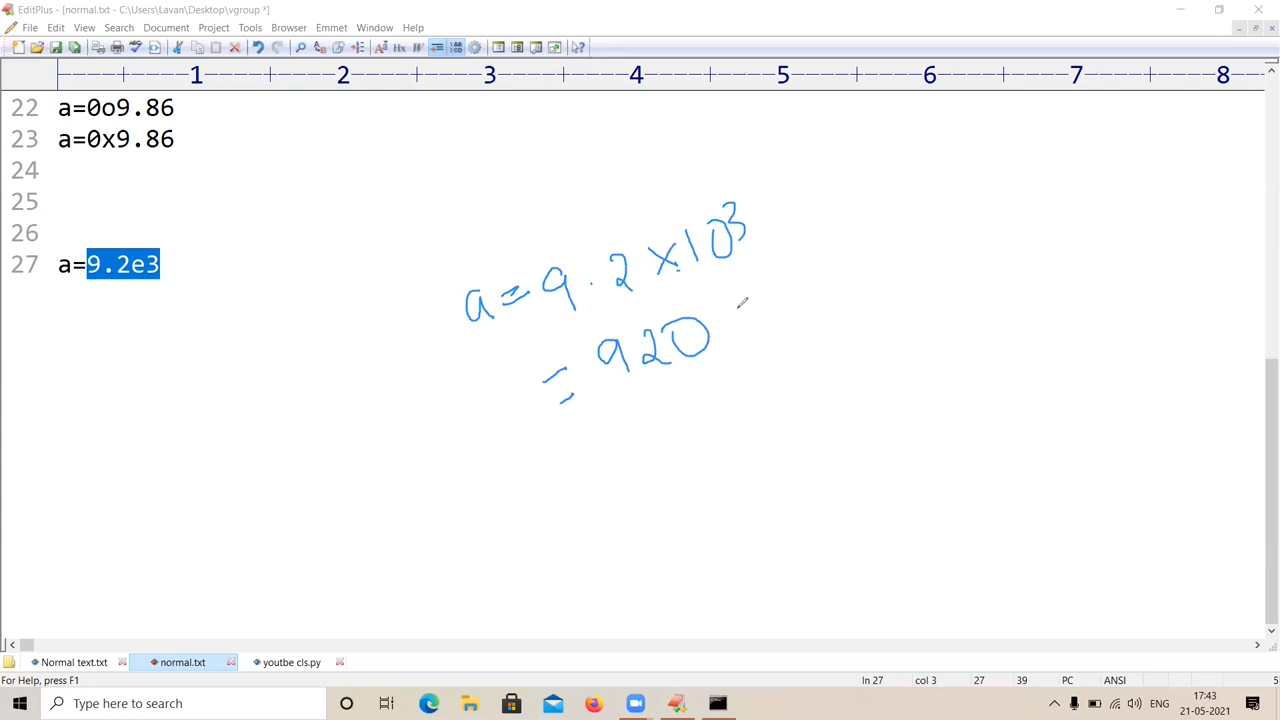 EditPlus - [normal.txt - C:\Users\Lavan\Desktop\vgroup *]
File Edit View Search Document Project Tools Browser Emmet Window Help
1 2 3 4 5 6 7 8
22 a=0o9.86
23 a=0x9.86
24
25
26
27 a=9.2e3
a=9.2×10³
=920
Normal text.txt normal.txt youtbe cls.py
For Help, press F1 ln 27 col 3 27 39 PC ANSI 5
Type here to search ENG 17:43
21-05-2021